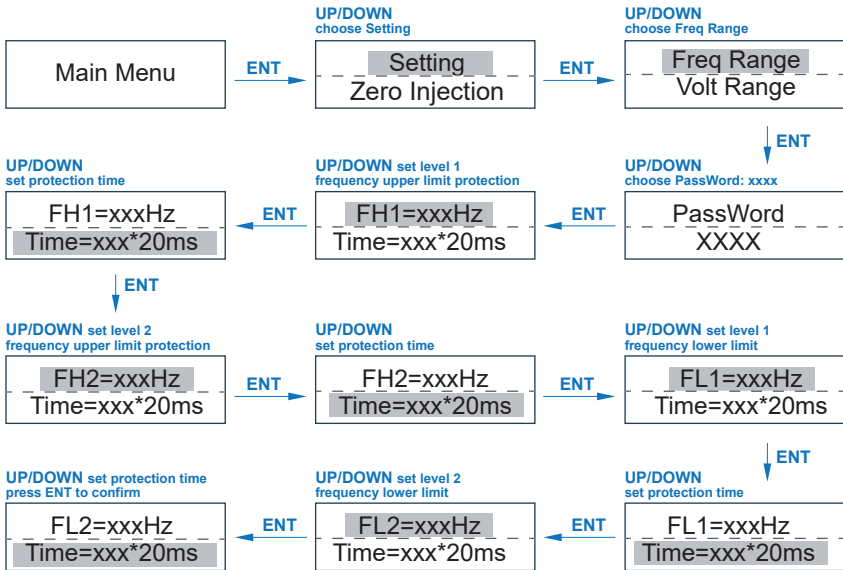 UP/DOWN
choose Setting
UP/DOWN
choose Freq Range
Main Menu
ENT
Setting
Zero Injection
ENT
Freq Range
Volt Range
ENT
UP/DOWN
choose PassWord: xxxx
PassWord
XXXX
ENT
UP/DOWN set level 1
frequency upper limit protection
FH1=xxxHz
Time=xxx*20ms
ENT
UP/DOWN
set protection time
FH1=xxxHz
Time=xxx*20ms
ENT
UP/DOWN set level 2
frequency upper limit protection
FH2=xxxHz
Time=xxx*20ms
ENT
UP/DOWN
set protection time
FH2=xxxHz
Time=xxx*20ms
ENT
UP/DOWN set level 1
frequency lower limit
FL1=xxxHz
Time=xxx*20ms
ENT
UP/DOWN
set protection time
FL1=xxxHz
Time=xxx*20ms
ENT
UP/DOWN set level 2
frequency lower limit
FL2=xxxHz
Time=xxx*20ms
ENT
UP/DOWN set protection time
press ENT to confirm
FL2=xxxHz
Time=xxx*20ms